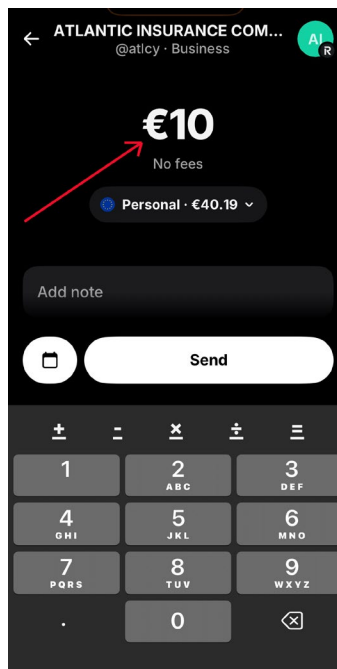 ATLANTIC INSURANCE COM...
@atlcy · Business
AI
R
€10
No fees
Personal · €40.19
Add note
Send
+ - × ÷ =
1 2 3
ABC DEF
4 5 6
GHI JKL MNO
7 8 9
PQRS TUV WXYZ
. 0